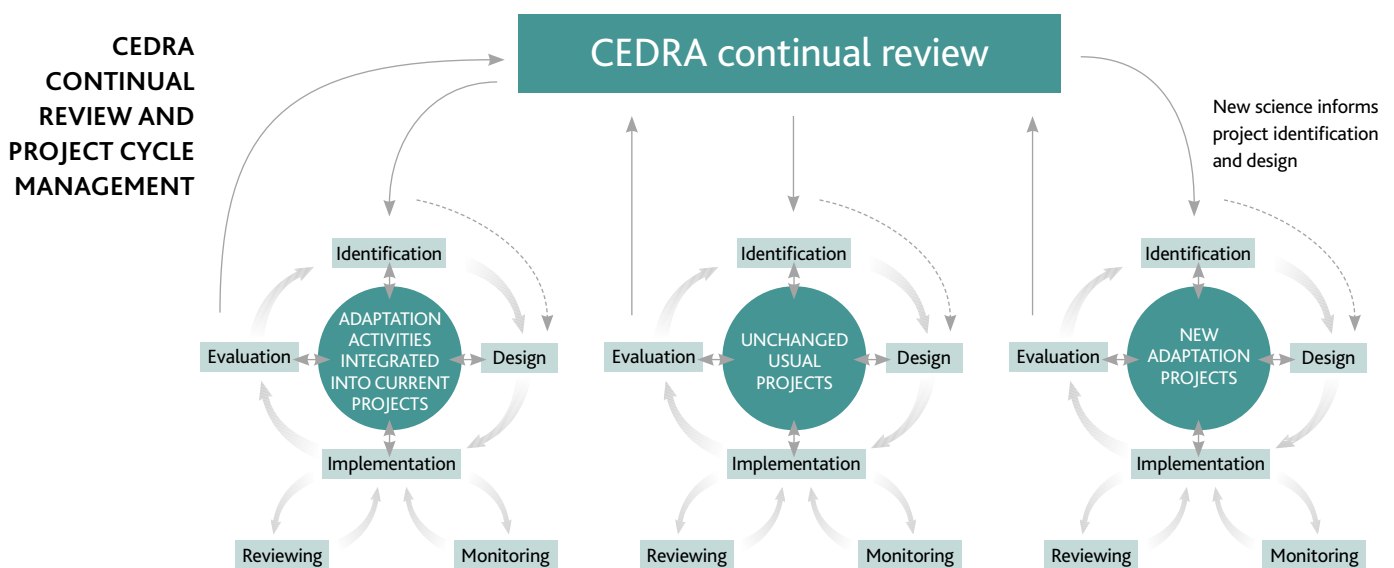 CEDRA
CONTINUAL
REVIEW AND
PROJECT CYCLE
MANAGEMENT
CEDRA continual review
New science informs
project identification
and design
Identification
ADAPTATION
ACTIVITIES
INTEGRATED
INTO CURRENT
PROJECTS
Evaluation
Design
Implementation
Reviewing
Monitoring
Identification
UNCHANGED
USUAL
PROJECTS
Evaluation
Design
Implementation
Reviewing
Monitoring
Identification
NEW
ADAPTATION
PROJECTS
Evaluation
Design
Implementation
Reviewing
Monitoring